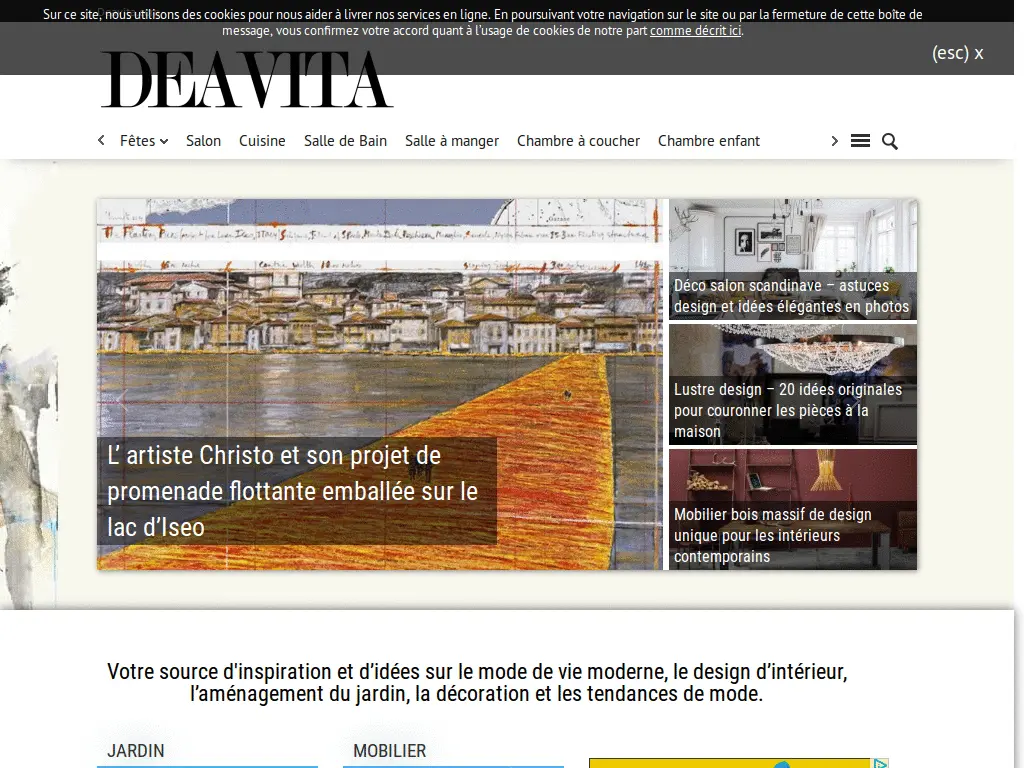 Sur ce site, nous utilisons des cookies pour nous aider à livrer nos services en ligne. En poursuivant votre navigation sur le site ou par la fermeture de cette boîte de
message, vous confirmez votre accord quant à l'usage de cookies de notre part comme décrit ici.
(esc) x
DEAVITA
Fêtes
Salon
Cuisine
Salle de Bain
Salle à manger
Chambre à coucher
Chambre enfant
L’ artiste Christo et son projet de
promenade flottante emballée sur le
lac d’Iseo
Déco salon scandinave – astuces
design et idées élégantes en photos
Lustre design – 20 idées originales
pour couronner les pièces à la
maison
Mobilier bois massif de design
unique pour les intérieurs
contemporains
Votre source d'inspiration et d’idées sur le mode de vie moderne, le design d’intérieur,
l’aménagement du jardin, la décoration et les tendances de mode.
JARDIN
MOBILIER